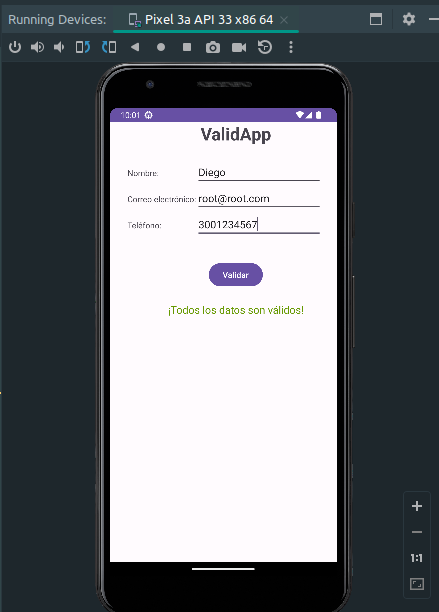 Running Devices: Pixel 3a API 33 x86 64
10:01
ValidApp
Nombre: Diego
Correo electrónico: root@root.com
Teléfono: 3001234567
Validar
¡Todos los datos son válidos!
1:1